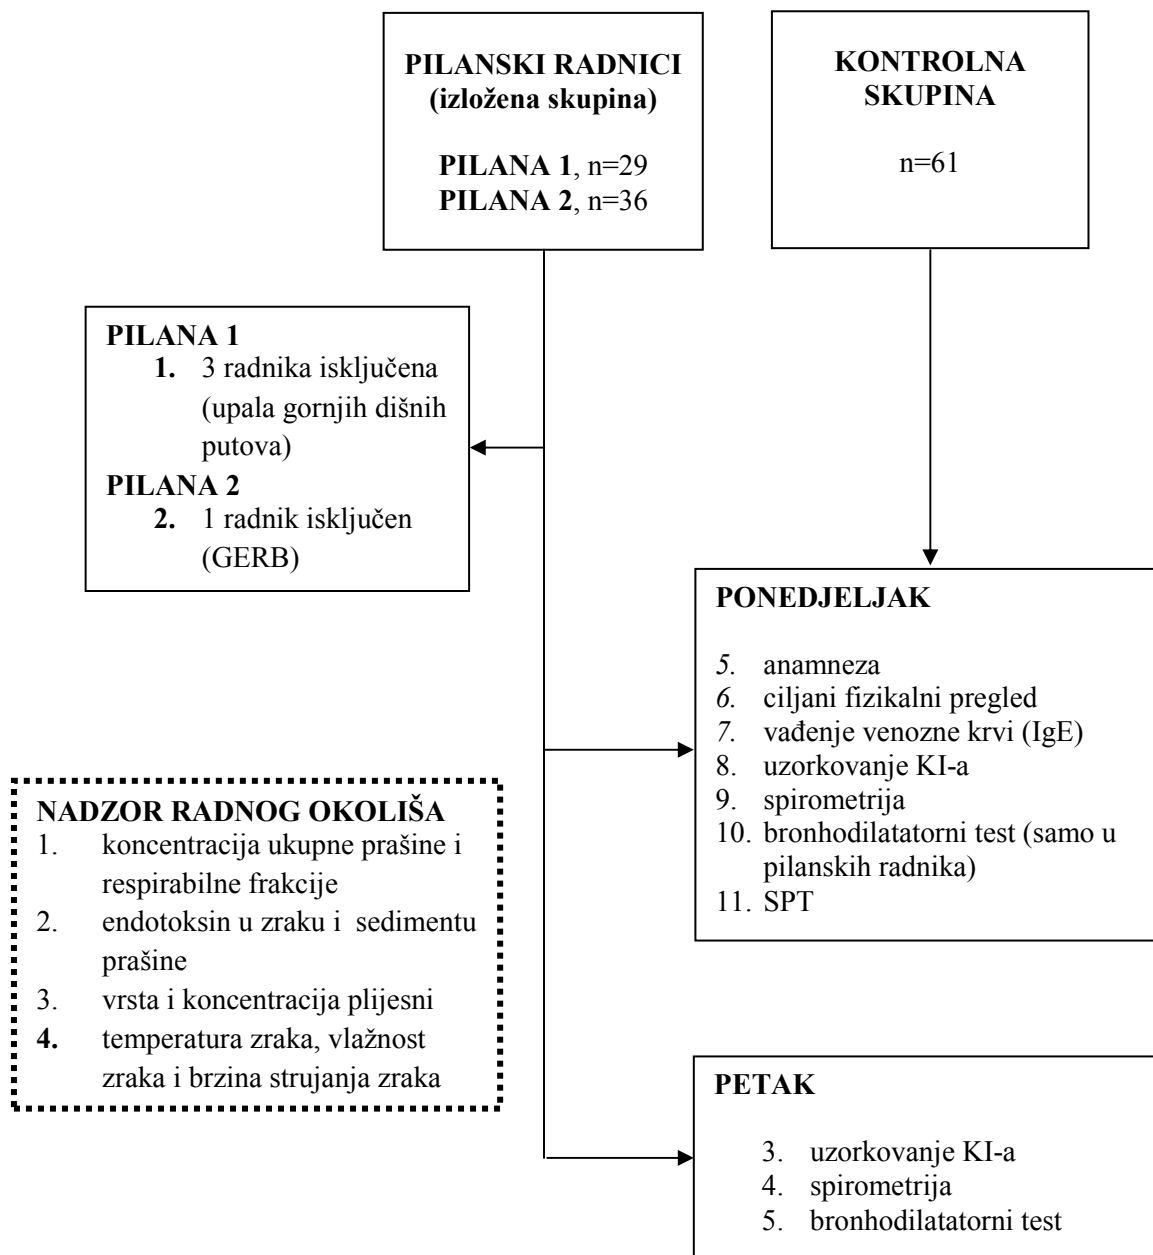 PILANSKI RADNICI
(izložena skupina)
PILANA 1, n=29
PILANA 2, n=36
KONTROLNA
SKUPINA
n=61
PILANA 1
1. 3 radnika isključena
(upala gornjih dišnih
putova)
PILANA 2
2. 1 radnik isključen
(GERB)
PONEDJELJAK
5. anamneza
6. ciljani fizikalni pregled
7. vađenje venozne krvi (IgE)
8. uzorkovanje KI-a
9. spirometrija
10. bronhodilatatorni test (samo u
pilanskih radnika)
11. SPT
NADZOR RADNOG OKOLIŠA
1. koncentracija ukupne prašine i
respirabilne frakcije
2. endotoksin u zraku i sedimentu
prašine
3. vrsta i koncentracija plijesni
4. temperatura zraka, vlažnost
zraka i brzina strujanja zraka
PETAK
3. uzorkovanje KI-a
4. spirometrija
5. bronhodilatatorni test